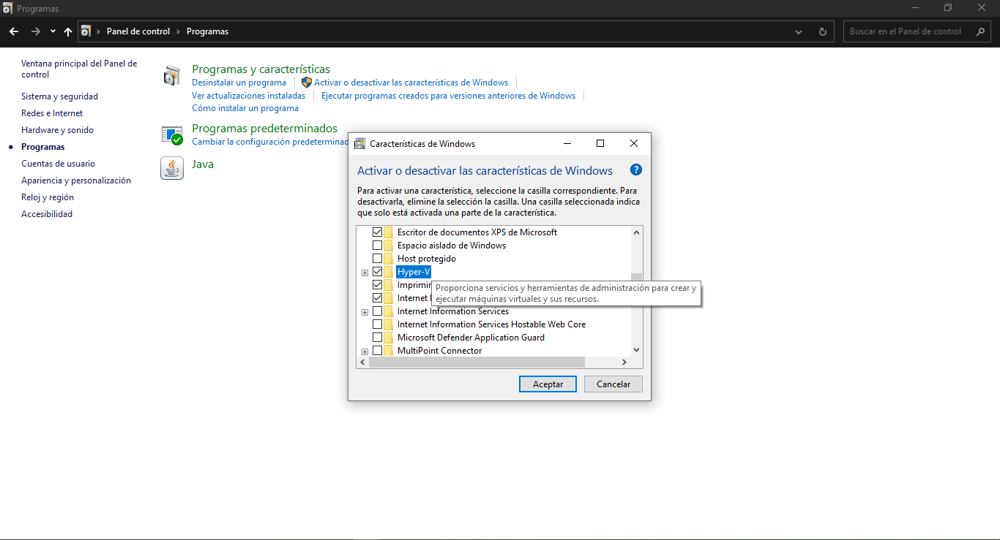 Programas
Panel de control
Programas
Buscar en el Panel de control
Ventana principal del Panel de
control
Sistema y seguridad
Redes e Internet
Hardware y sonido
Programas
Cuentas de usuario
Apariencia y personalización
Reloj y región
Accesibilidad
Programas y características
Desinstalar un programa
Activar o desactivar las características de Windows
Ver actualizaciones instaladas
Ejecutar programas creados para versiones anteriores de Windows
Cómo instalar un programa
Programas predeterminados
Cambiar la configuración predeterminad
Java
Características de Windows
Activar o desactivar las características de Windows
Para activar una característica, seleccione la casilla correspondiente. Para
desactivarla, elimine la selección la casilla. Una casilla seleccionada indica
que solo está activada una parte de la característica.
Escritor de documentos XPS de Microsoft
Espacio aislado de Windows
Host protegido
Hyper-V
Imprimir
Internet
Proporciona servicios y herramientas de administración para crear y
ejecutar máquinas virtuales y sus recursos.
Internet Information Services
Internet Information Services Hostable Web Core
Microsoft Defender Application Guard
MultiPoint Connector
Aceptar
Cancelar